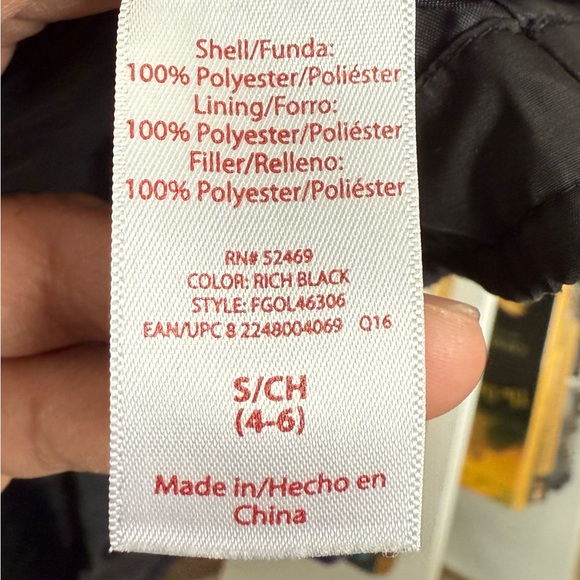 Shell/Funda:
100% Polyester/Poliéster
Lining/Forro:
100% Polyester/Poliéster
Filler/Relleno:
100% Polyester/Poliéster
RN# 52469
COLOR: RICH BLACK
STYLE: FGOL46306
EAN/UPC 8 2248004069 Q16
S/CH
(4-6)
Made in/Hecho en
China